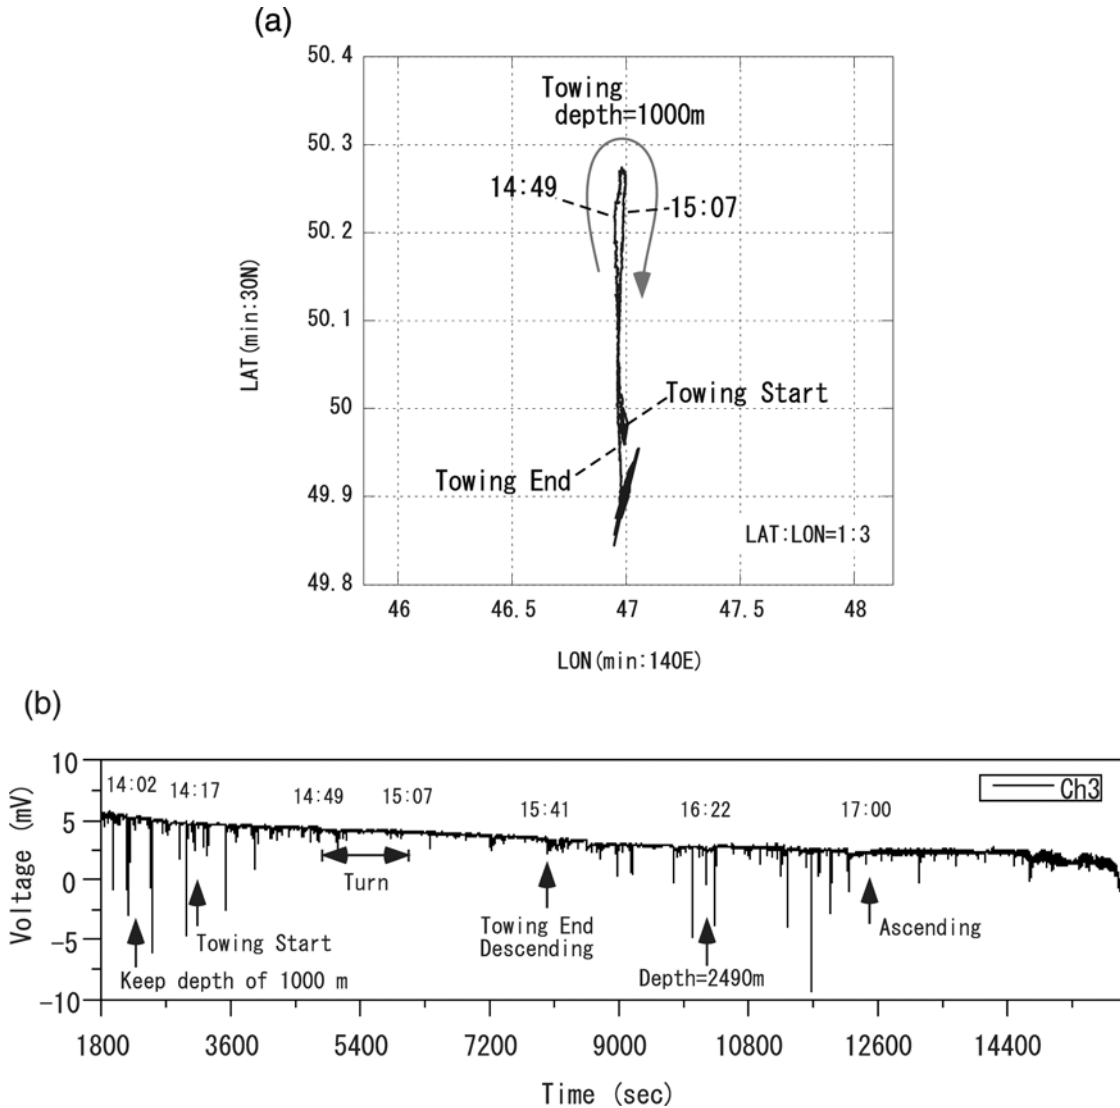 (a)
50.4
50.3
50.2
50.1
50
49.9
49.8
LAT(min:30N)
Towing
depth=1000m
14:49
15:07
Towing Start
Towing End
LAT:LON=1:3
46
46.5
47
47.5
48
LON(min:140E)
(b)
10
5
0
-5
-10
Voltage (mV)
14:02
14:17
14:49
15:07
15:41
16:22
17:00
Ch3
Turn
Towing Start
Keep depth of 1000 m
Towing End
Descending
Depth=2490m
Ascending
1800
3600
5400
7200
9000
10800
12600
14400
Time (sec)